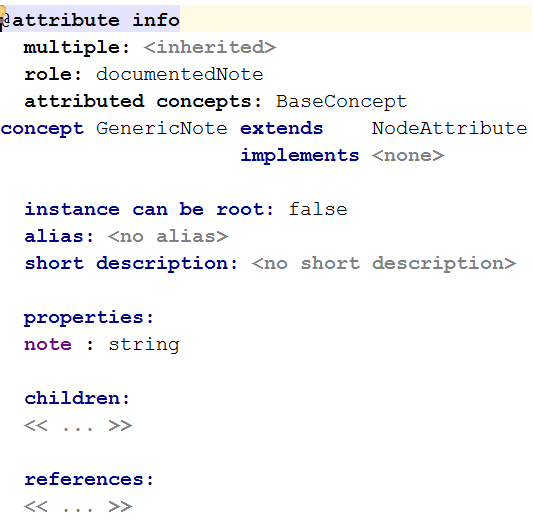 @attribute info
multiple: <inherited>
role: documentedNote
attributed concepts: BaseConcept
concept GenericNote extends NodeAttribute
implements <none>
instance can be root: false
alias: <no alias>
short description: <no short description>
properties:
note : string
children:
<< ... >>
references:
<< ... >>